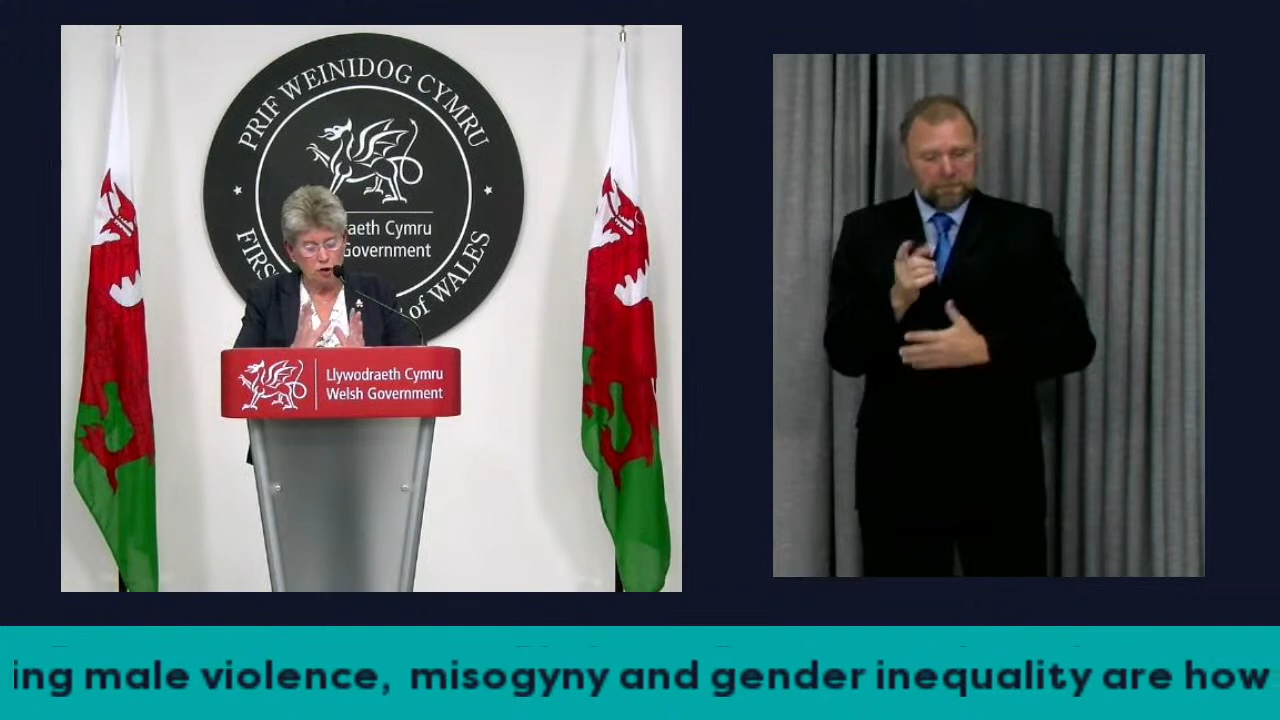 PRIF WEINIDOG CYMRU
raeth Cymru
Government
FIRS
of WALES
Llywodraeth Cymru
Welsh Government
ing male violence, misogyny and gender inequality are how